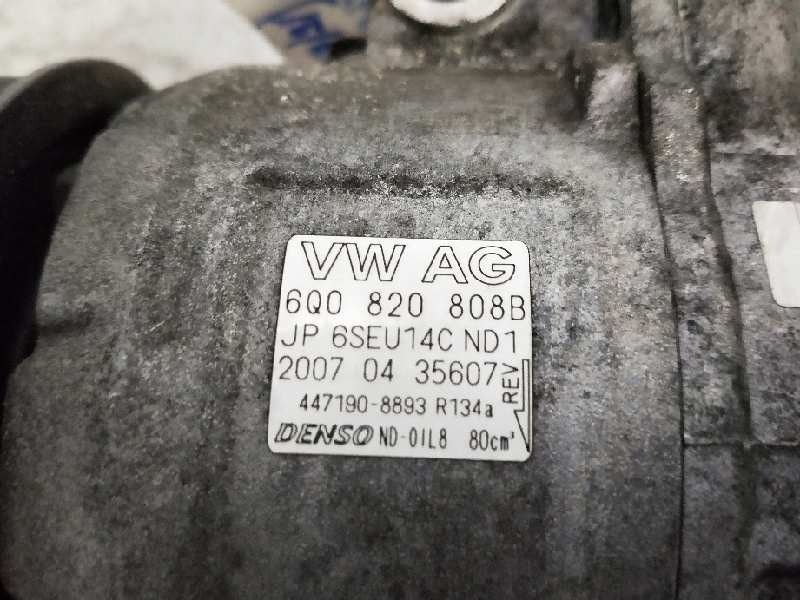 VW AG
6Q0 820 808B
JP 6SEU14C ND1
2007 04 35607
REV
447190-8893 R134a
DENSO ND-OIL8 80cm³